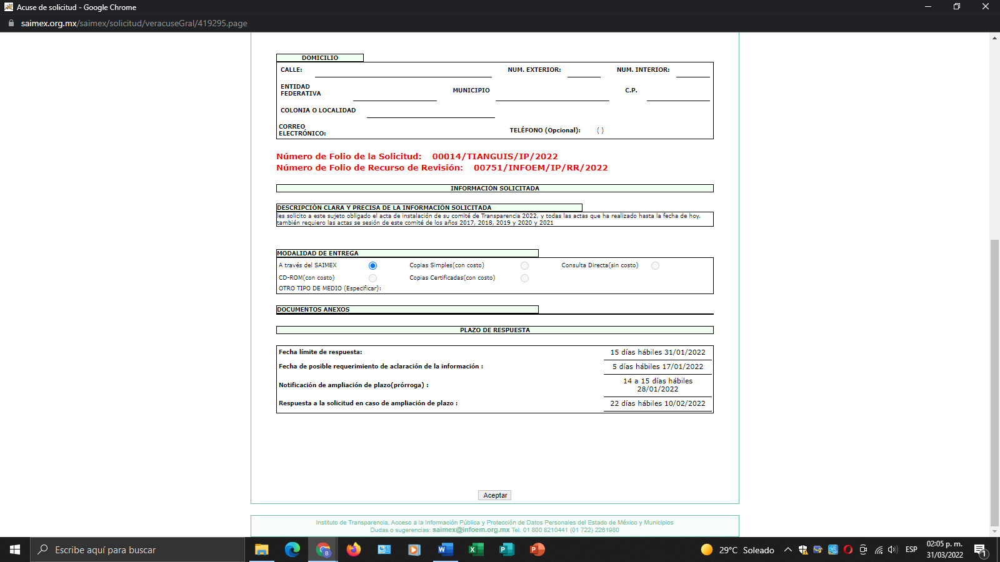 Acuse de solicitud - Google Chrome
saimex.org.mx/saimex/solicitud/veracuseGral/419295.page
DOMICILIO
CALLE: NUM. EXTERIOR: NUM. INTERIOR:
ENTIDAD FEDERATIVA MUNICIPIO C.P.
COLONIA O LOCALIDAD
CORREO ELECTRÓNICO: TELÉFONO (Opcional): ( )
Número de Folio de la Solicitud: 00014/TIANGUIS/IP/2022
Número de Folio de Recurso de Revisión: 00751/INFOEM/IP/RR/2022
INFORMACIÓN SOLICITADA
DESCRIPCIÓN CLARA Y PRECISA DE LA INFORMACIÓN SOLICITADA
les solicito a este sujeto obligado el acta de instalación de su comité de Transparencia 2022, y todas las actas que ha realizado hasta la fecha de hoy.
también requiero las actas se sesión de este comité de los años 2017, 2018, 2019 y 2020 y 2021
MODALIDAD DE ENTREGA
A través del SAIMEX Copias Simples(con costo) Consulta Directa(sin costo)
CD-ROM(con costo) Copias Certificadas(con costo)
OTRO TIPO DE MEDIO (Especificar):
DOCUMENTOS ANEXOS
PLAZO DE RESPUESTA
Fecha límite de respuesta: 15 días hábiles 31/01/2022
Fecha de posible requerimiento de aclaración de la información : 5 días hábiles 17/01/2022
Notificación de ampliación de plazo(prórroga) : 14 a 15 días hábiles 28/01/2022
Respuesta a la solicitud en caso de ampliación de plazo : 22 días hábiles 10/02/2022
Aceptar
Instituto de Transparencia, Acceso a la Información Pública y Protección de Datos Personales del Estado de México y Municipios
Dudas o sugerencias: saimex@infoem.org.mx Tel. 01 800 8210441 (01 722) 2261980
Escribe aquí para buscar
29°C Soleado
ESP
02:05 p. m.
31/03/2022
1